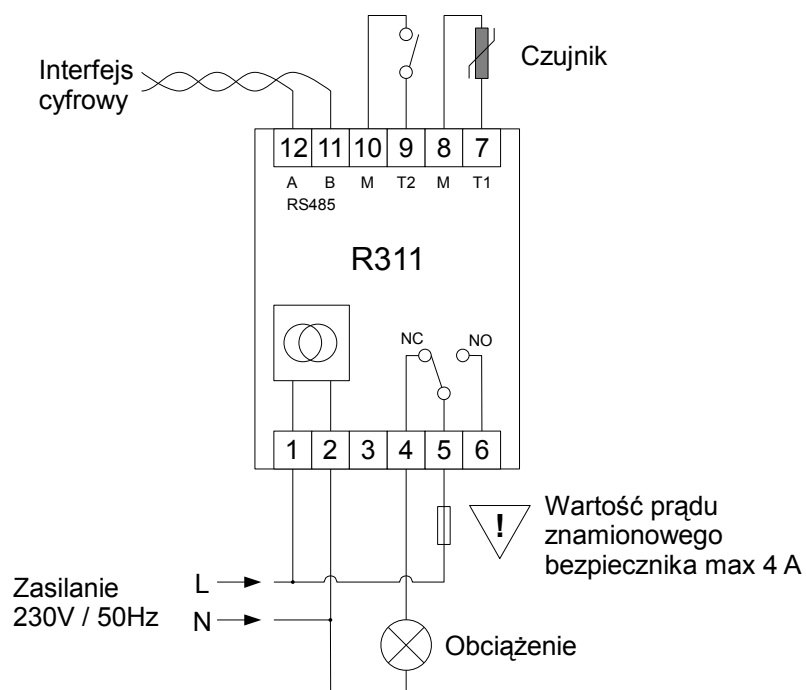 Interfejs
cyfrowy
Czujnik
12 11 10 9 8 7
A B M T2 M T1
RS485
R311
NC NO
1 2 3 4 5 6
!
Wartość prądu
znamionowego
bezpiecznika max 4 A
Zasilanie
230V / 50Hz
L
N
Obciążenie